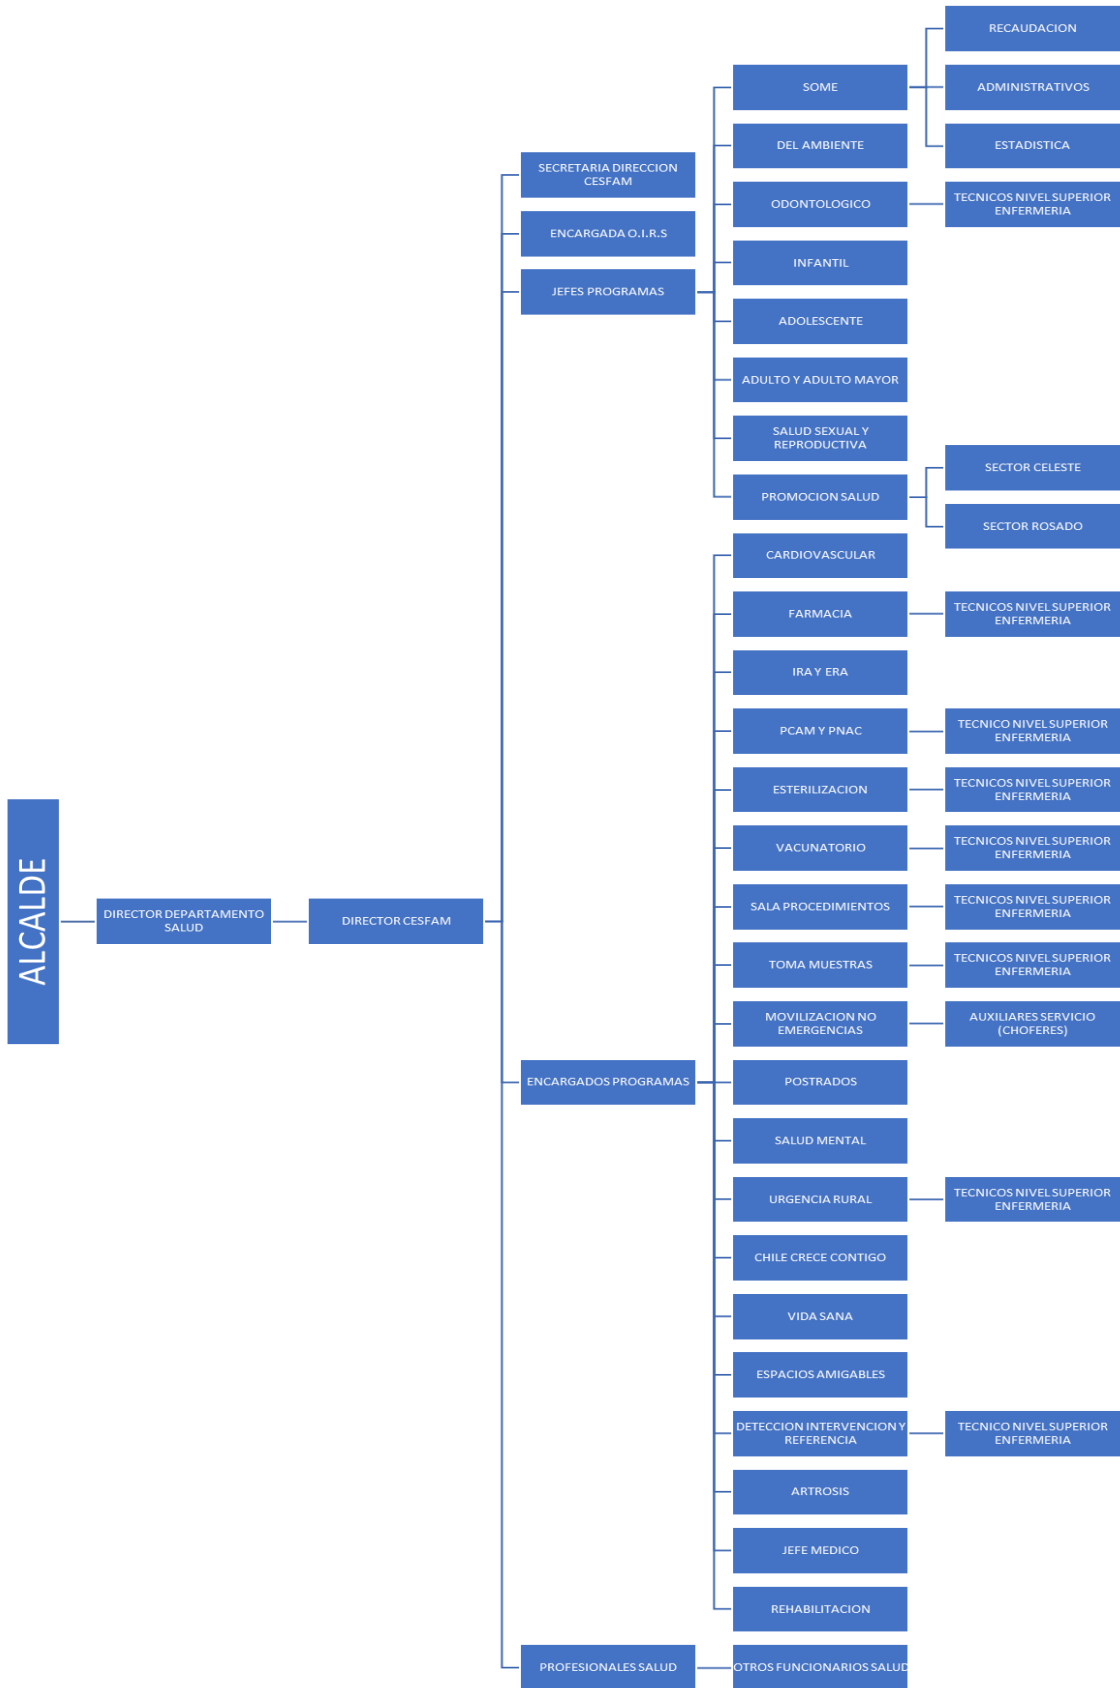 ALCALDE
DIRECTOR DEPARTAMENTO
SALUD
DIRECTOR CESFAM
SECRETARIA DIRECCION
CESFAM
ENCARGADA O.I.R.S
JEFES PROGRAMAS
SOME
RECAUDACION
ADMINISTRATIVOS
ESTADISTICA
DEL AMBIENTE
ODONTOLOGICO
TECNICOS NIVEL SUPERIOR
ENFERMERIA
INFANTIL
ADOLESCENTE
ADULTO Y ADULTO MAYOR
SALUD SEXUAL Y
REPRODUCTIVA
PROMOCION SALUD
SECTOR CELESTE
SECTOR ROSADO
ENCARGADOS PROGRAMAS
CARDIOVASCULAR
FARMACIA
TECNICOS NIVEL SUPERIOR
ENFERMERIA
IRA Y ERA
PCAM Y PNAC
TECNICO NIVEL SUPERIOR
ENFERMERIA
ESTERILIZACION
TECNICOS NIVEL SUPERIOR
ENFERMERIA
VACUNATORIO
TECNICOS NIVEL SUPERIOR
ENFERMERIA
SALA PROCEDIMIENTOS
TECNICOS NIVEL SUPERIOR
ENFERMERIA
TOMA MUESTRAS
TECNICOS NIVEL SUPERIOR
ENFERMERIA
MOVILIZACION NO
EMERGENCIAS
AUXILIARES SERVICIO
(CHOFERES)
POSTRADOS
SALUD MENTAL
URGENCIA RURAL
TECNICOS NIVEL SUPERIOR
ENFERMERIA
CHILE CRECE CONTIGO
VIDA SANA
ESPACIOS AMIGABLES
DETECCION INTERVENCION Y
REFERENCIA
TECNICO NIVEL SUPERIOR
ENFERMERIA
ARTROSIS
JEFE MEDICO
REHABILITACION
PROFESIONALES SALUD
OTROS FUNCIONARIOS SALUD